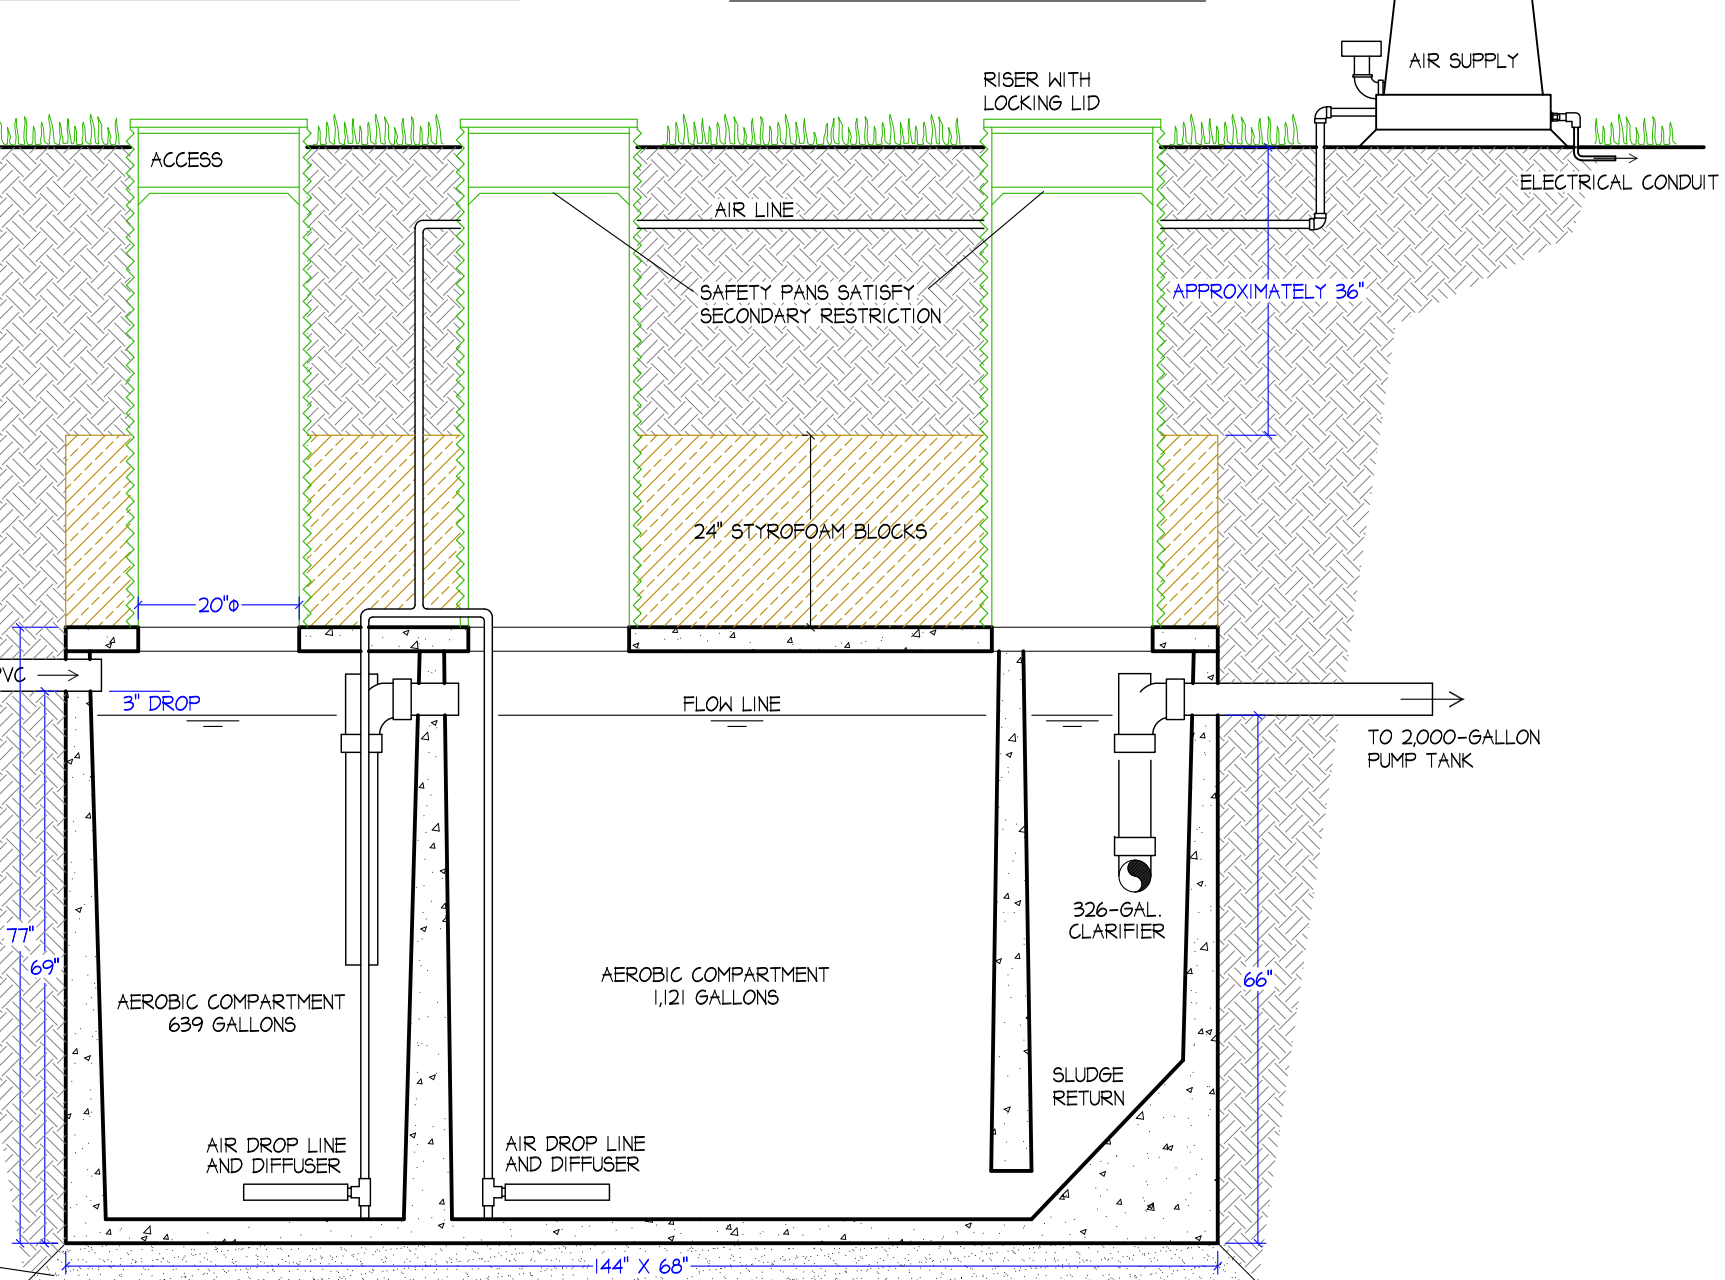 AIR SUPPLY
RISER WITH
LOCKING LID
ACCESS
ELECTRICAL CONDUIT
AIR LINE
SAFETY PANS SATISFY
SECONDARY RESTRICTION
APPROXIMATELY 36"
24" STYROFOAM BLOCKS
20"Φ
PVC
3" DROP
FLOW LINE
TO 2,000-GALLON
PUMP TANK
326-GAL.
CLARIFIER
77"
69"
66"
AEROBIC COMPARTMENT
639 GALLONS
AEROBIC COMPARTMENT
1,121 GALLONS
SLUDGE
RETURN
AIR DROP LINE
AND DIFFUSER
AIR DROP LINE
AND DIFFUSER
144" X 68"